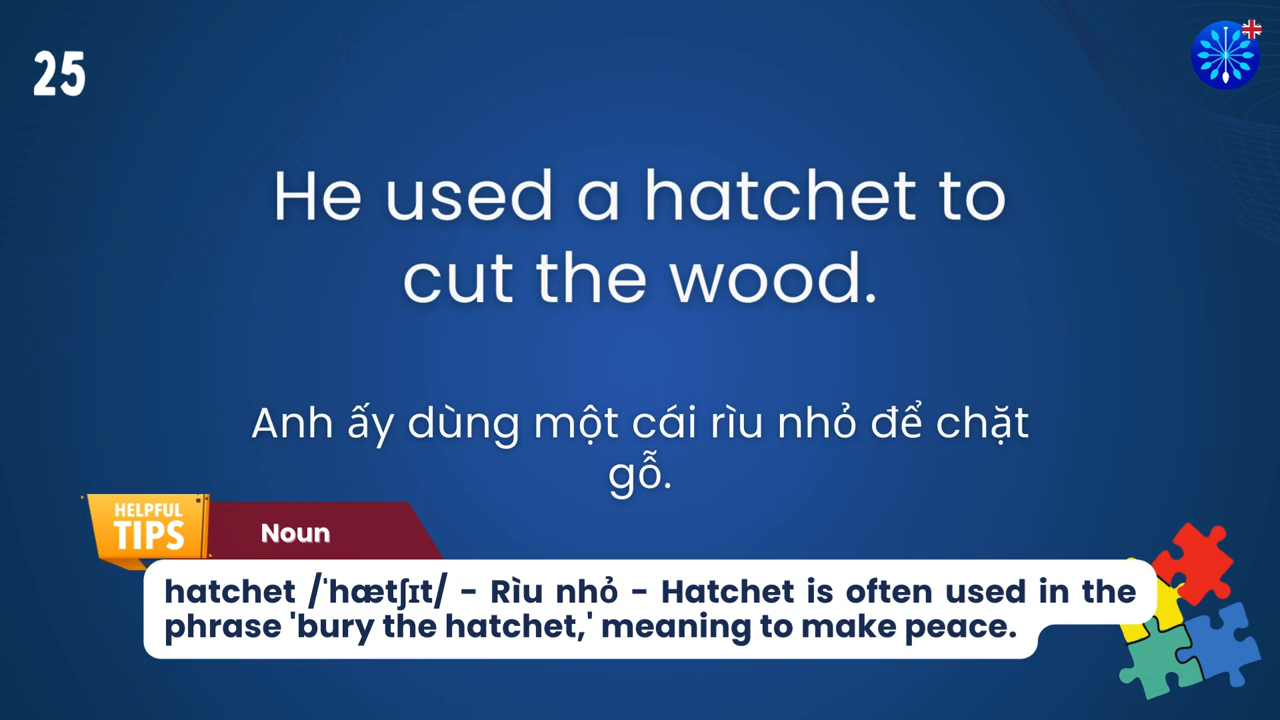 25
He used a hatchet to
cut the wood.
Anh ấy dùng một cái rìu nhỏ để chặt
gỗ.
HELPFUL
TIPS
Noun
hatchet /ˈhætʃɪt/ - Rìu nhỏ - Hatchet is often used in the
phrase 'bury the hatchet,' meaning to make peace.